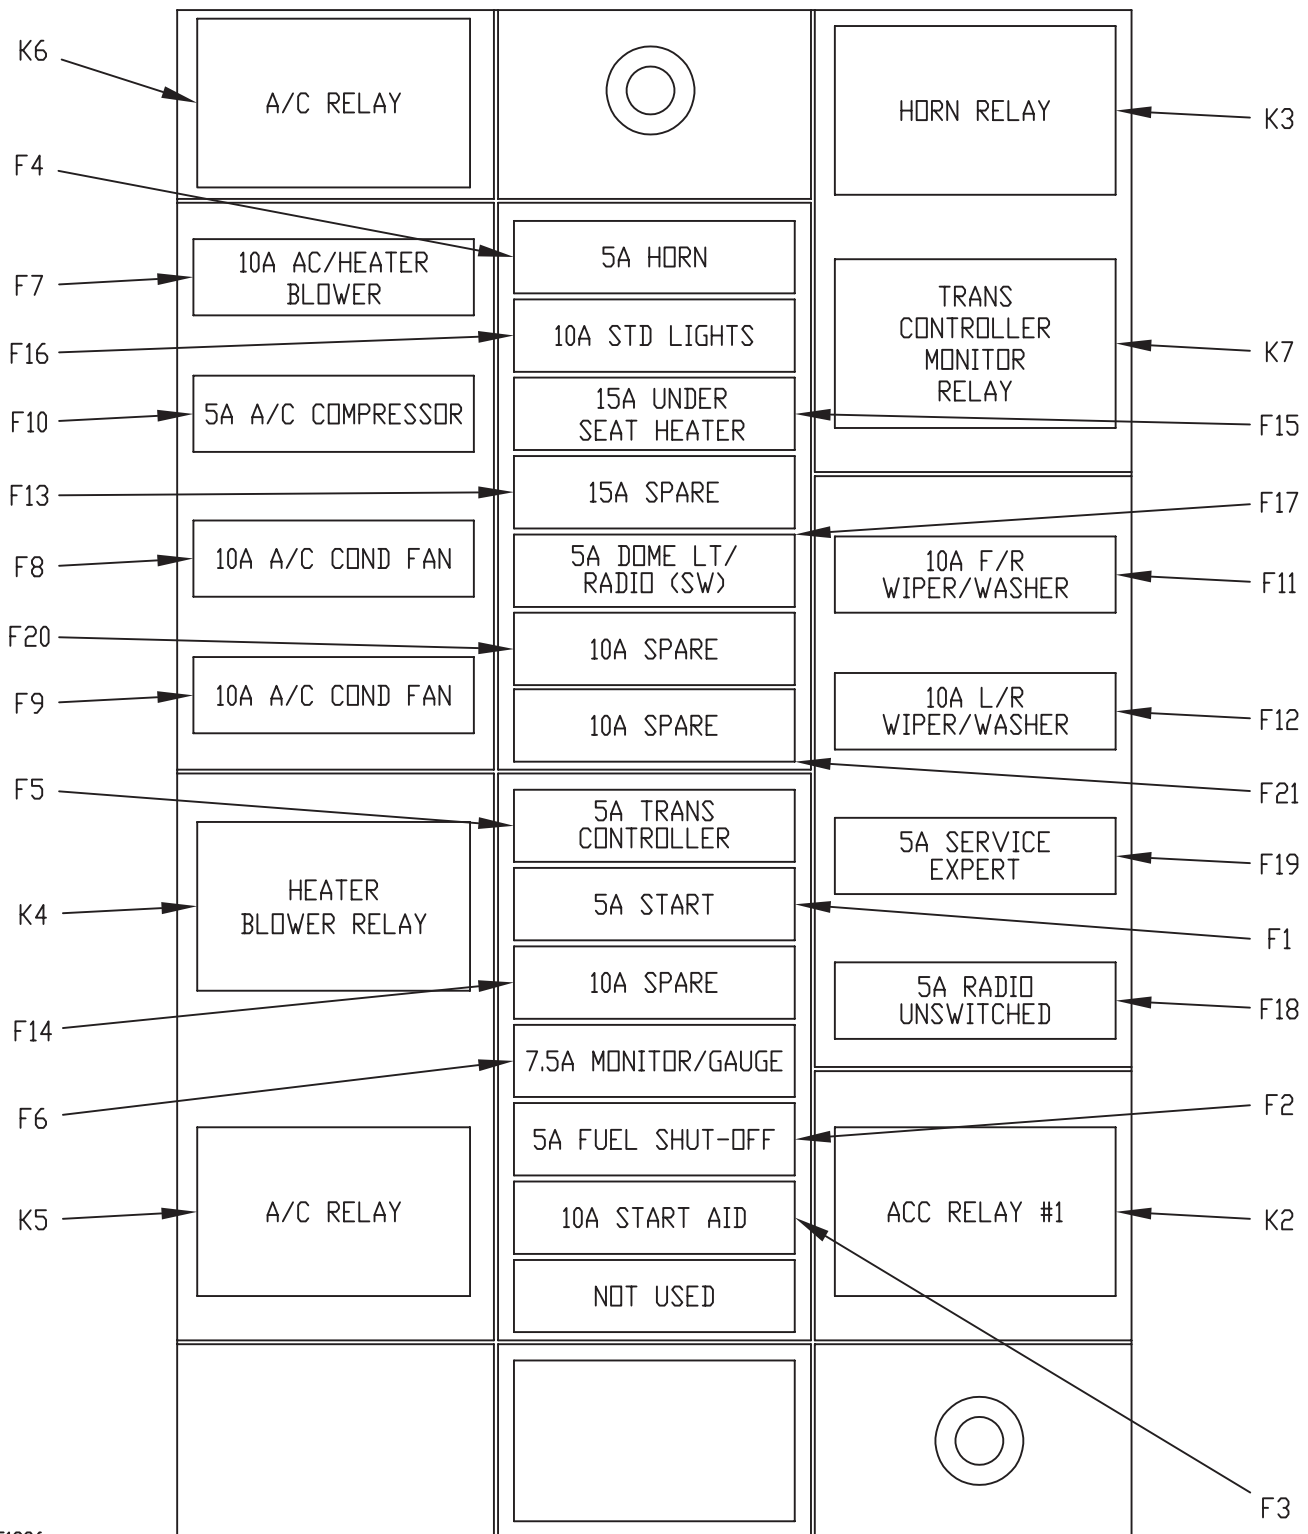 K6
A/C RELAY
HORN RELAY
K3
F4
5A HORN
F7
10A AC/HEATER
BLOWER
TRANS
CONTROLLER
MONITOR
RELAY
K7
F16
10A STD LIGHTS
F10
5A A/C COMPRESSOR
15A UNDER
SEAT HEATER
F15
F13
15A SPARE
F17
F8
10A A/C COND FAN
5A DOME LT/
RADIO (SW)
10A F/R
WIPER/WASHER
F11
F20
10A SPARE
F9
10A A/C COND FAN
10A SPARE
10A L/R
WIPER/WASHER
F12
F5
5A TRANS
CONTROLLER
F21
5A SERVICE
EXPERT
F19
K4
HEATER
BLOWER RELAY
5A START
F1
F14
10A SPARE
5A RADIO
UNSWITCHED
F18
F6
7.5A MONITOR/GAUGE
F2
5A FUEL SHUT-OFF
K5
A/C RELAY
10A START AID
ACC RELAY #1
K2
NOT USED
F3